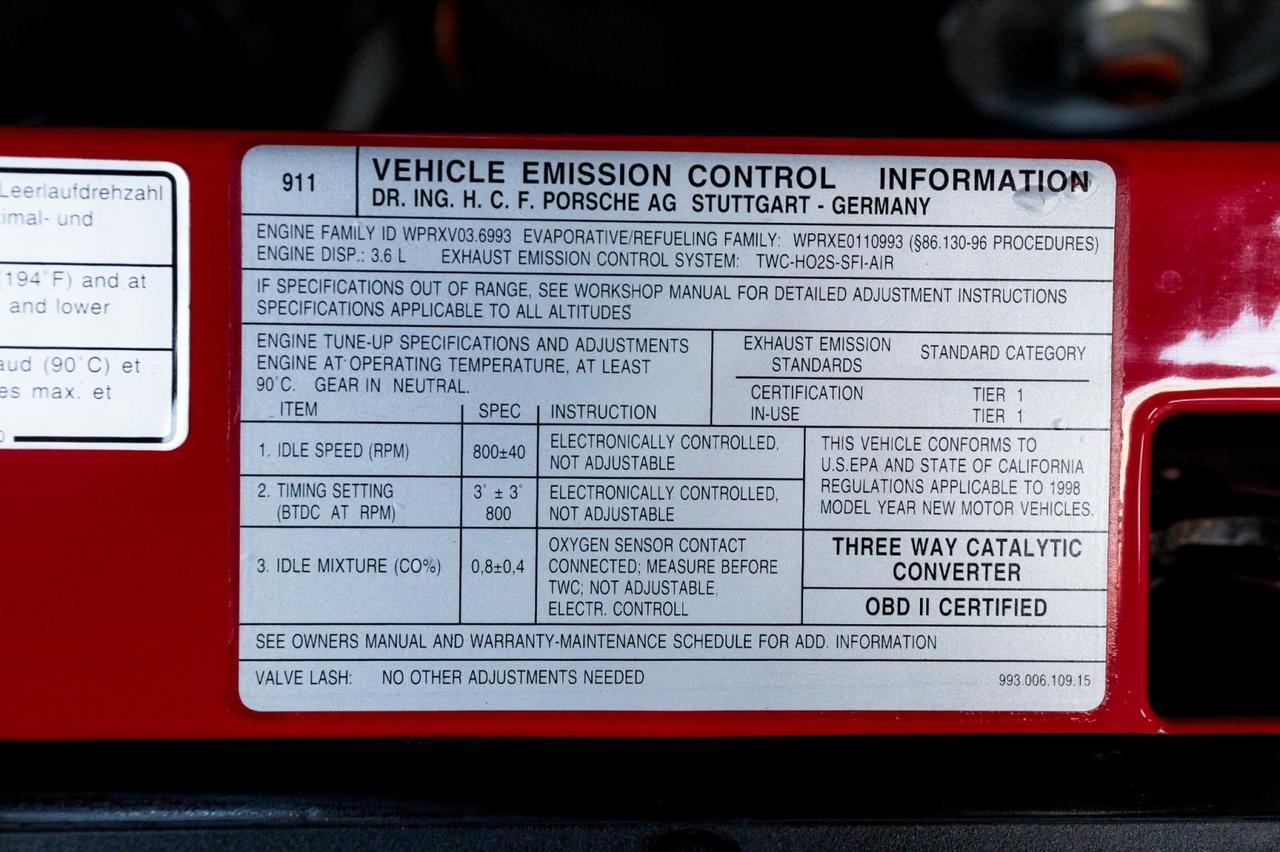 Leerlaufdrehzahl
und
(194°F) and at
and lower
(90°C) et
max. et
911
VEHICLE EMISSION CONTROL INFORMATION
DR. ING. H. C. F. PORSCHE AG STUTTGART - GERMANY
ENGINE FAMILY ID WPRXV03.6993 EVAPORATIVE/REFUELING FAMILY: WPRXE0110993 (§86.130-96 PROCEDURES)
ENGINE DISP.: 3.6 L EXHAUST EMISSION CONTROL SYSTEM: TWC-HO2S-SFI-AIR
IF SPECIFICATIONS OUT OF RANGE, SEE WORKSHOP MANUAL FOR DETAILED ADJUSTMENT INSTRUCTIONS
SPECIFICATIONS APPLICABLE TO ALL ALTITUDES
ENGINE TUNE-UP SPECIFICATIONS AND ADJUSTMENTS
ENGINE AT OPERATING TEMPERATURE, AT LEAST
90°C. GEAR IN NEUTRAL.
EXHAUST EMISSION STANDARD CATEGORY
STANDARDS
CERTIFICATION TIER 1
IN-USE TIER 1
ITEM SPEC INSTRUCTION
1. IDLE SPEED (RPM) 800±40 ELECTRONICALLY CONTROLLED,
NOT ADJUSTABLE
2. TIMING SETTING 3° ± 3° ELECTRONICALLY CONTROLLED,
(BTDC AT RPM) 800 NOT ADJUSTABLE
3. IDLE MIXTURE (CO%) 0,8±0,4
OXYGEN SENSOR CONTACT
CONNECTED; MEASURE BEFORE
TWC; NOT ADJUSTABLE,
ELECTR. CONTROLL
THIS VEHICLE CONFORMS TO
U.S.EPA AND STATE OF CALIFORNIA
REGULATIONS APPLICABLE TO 1998
MODEL YEAR NEW MOTOR VEHICLES.
THREE WAY CATALYTIC
CONVERTER
OBD II CERTIFIED
SEE OWNERS MANUAL AND WARRANTY-MAINTENANCE SCHEDULE FOR ADD. INFORMATION
VALVE LASH: NO OTHER ADJUSTMENTS NEEDED
993.006.109.15